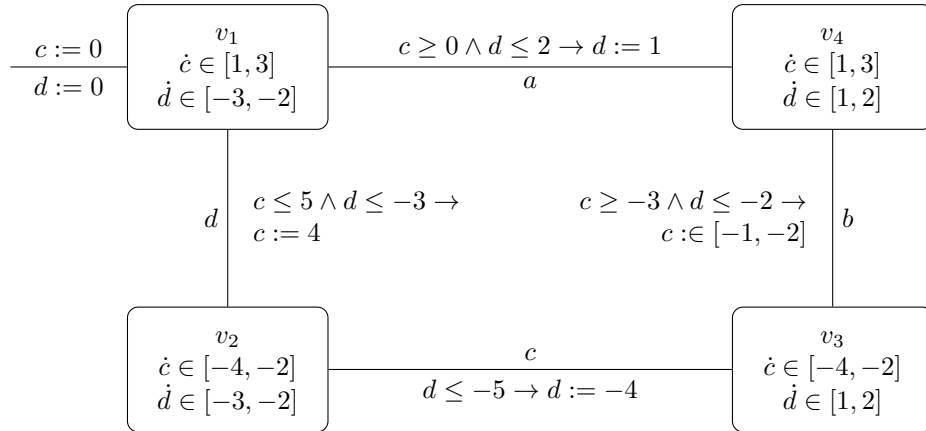 c := 0
d := 0
v₁
ċ ∈ [1, 3]
ḋ ∈ [−3, −2]
c ≥ 0 ∧ d ≤ 2 → d := 1
a
v₄
ċ ∈ [1, 3]
ḋ ∈ [1, 2]
d
c ≤ 5 ∧ d ≤ −3 →
c := 4
c ≥ −3 ∧ d ≤ −2 →
c :∈ [−1, −2]
b
v₂
ċ ∈ [−4, −2]
ḋ ∈ [−3, −2]
c
d ≤ −5 → d := −4
v₃
ċ ∈ [−4, −2]
ḋ ∈ [1, 2]